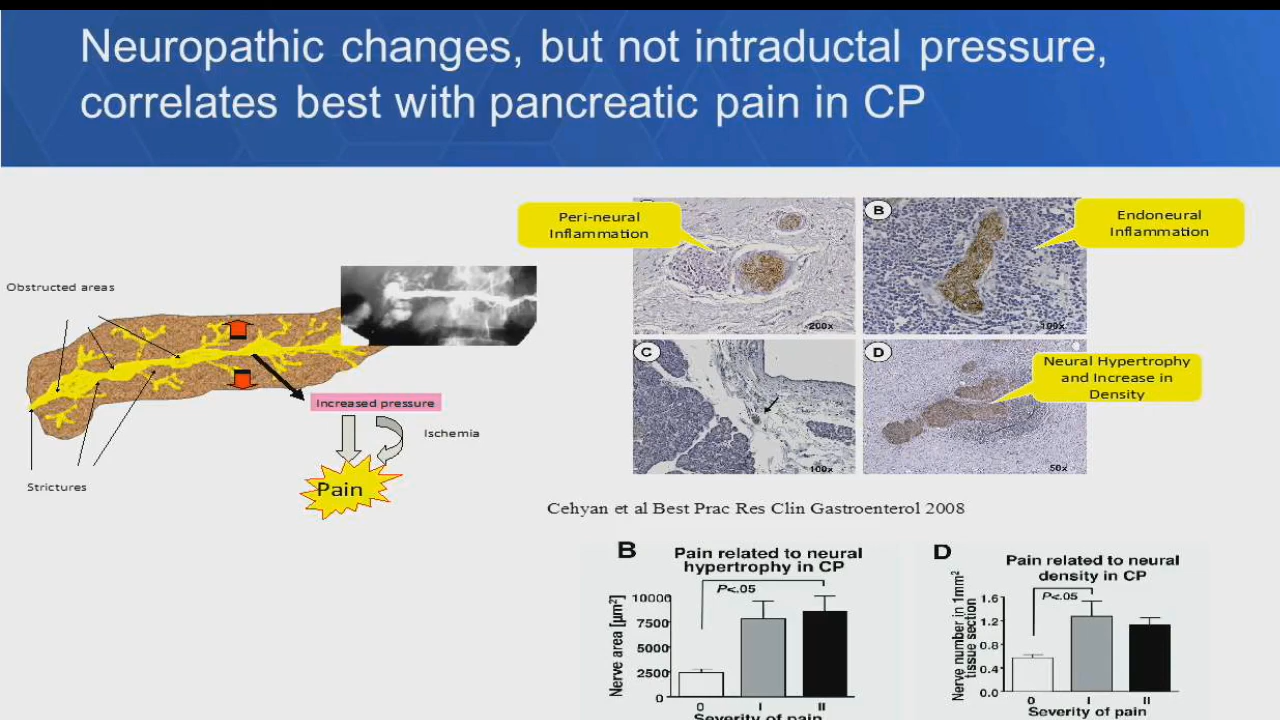 Neuropathic changes, but not intraductal pressure,
correlates best with pancreatic pain in CP
Obstructed areas
Increased pressure
Ischemia
Pain
Strictures
Peri-neural
Inflammation
200x
B
Endoneural
Inflammation
100x
C
100x
D
Neural Hypertrophy
and Increase in
Density
50x
Cehyan et al Best Prac Res Clin Gastroenterol 2008
B
Pain related to neural
hypertrophy in CP
P<.05
Nerve area [µm²]
10000
7500
5000
2500
0
0 I II
Severity of pain
D
Pain related to neural
density in CP
P<.05
Nerve number in 1mm²
tissue section
1.6
1.2
0.8
0.4
0.0
0 I II
Severity of pain